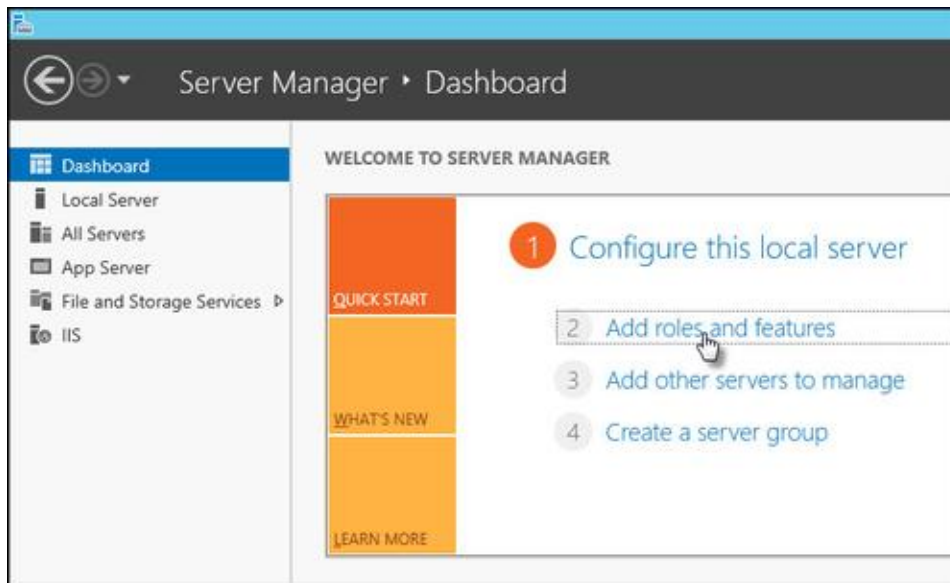 Server Manager ‣ Dashboard
Dashboard
Local Server
All Servers
App Server
File and Storage Services
IIS
WELCOME TO SERVER MANAGER
QUICK START
WHAT'S NEW
LEARN MORE
1 Configure this local server
2 Add roles and features
3 Add other servers to manage
4 Create a server group